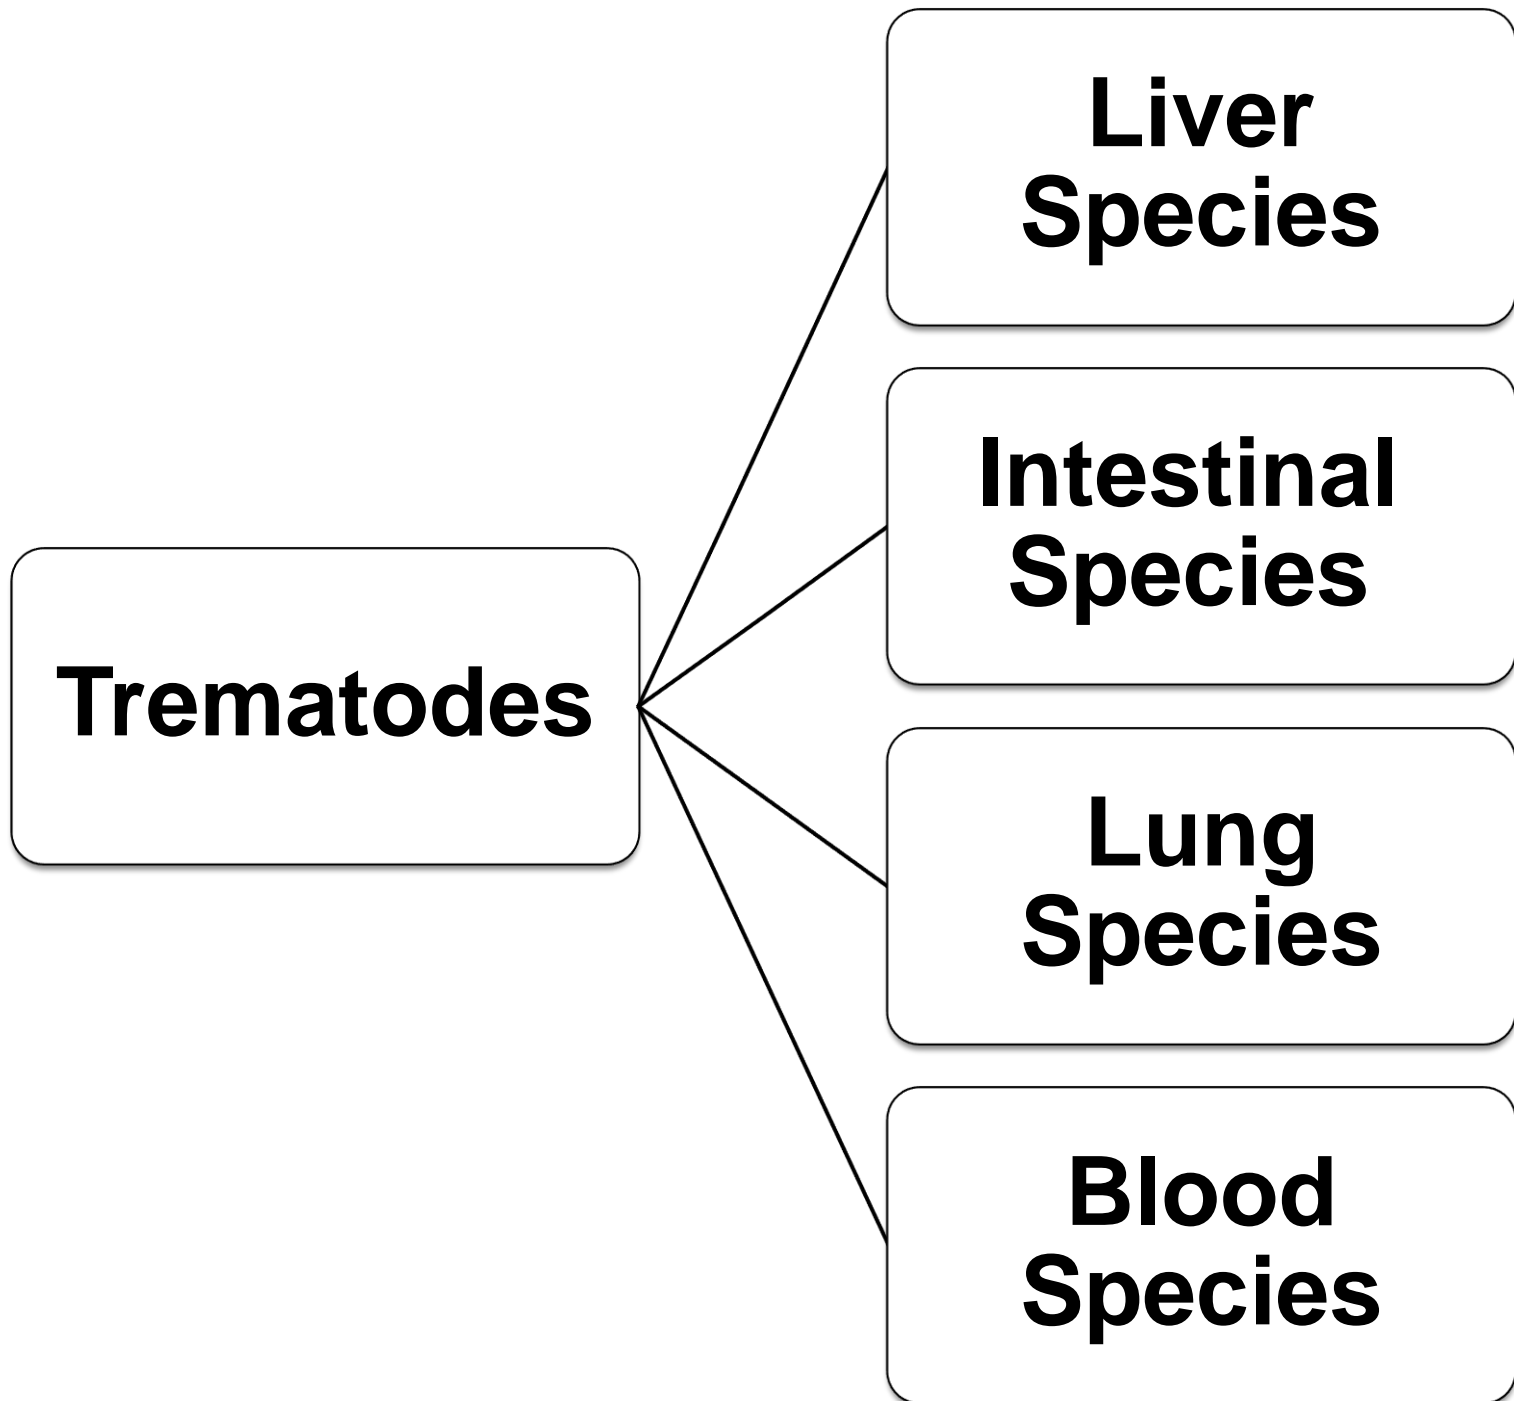 Trematodes
Liver
Species
Intestinal
Species
Lung
Species
Blood
Species